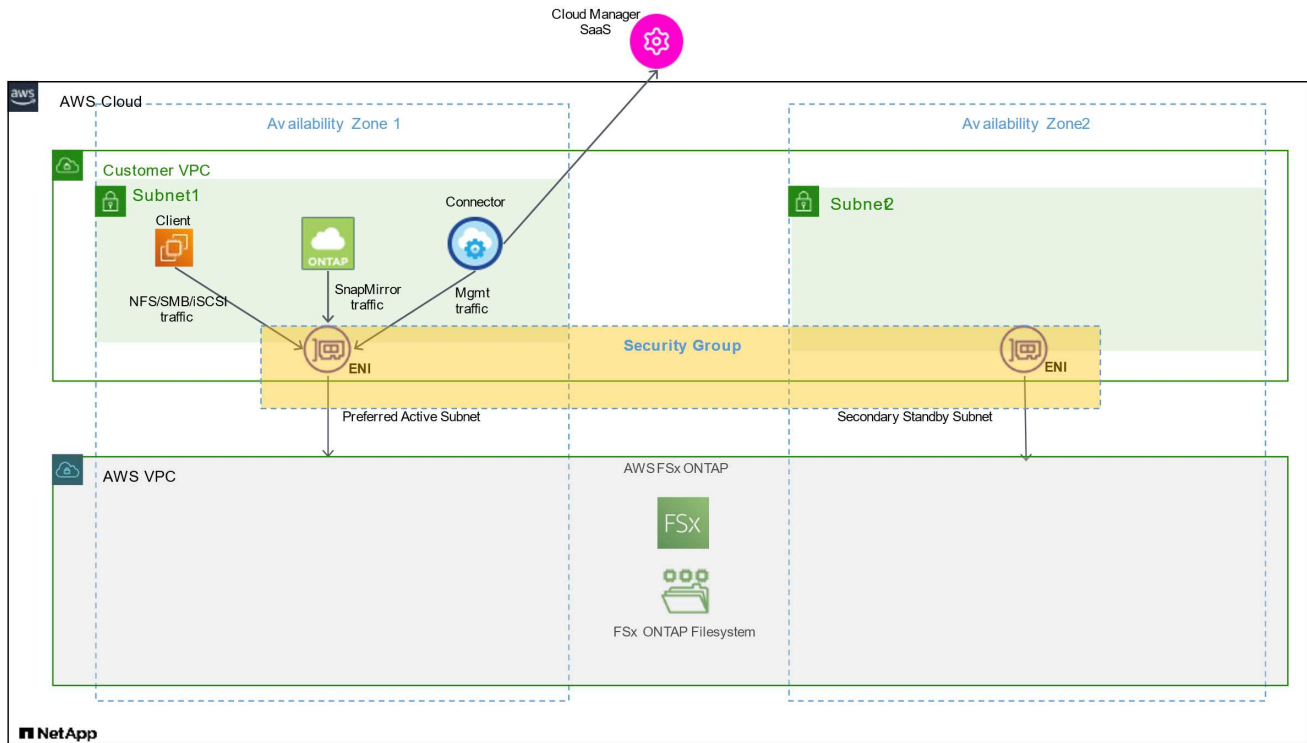 Cloud Manager
SaaS
aws
AWS Cloud
Availability Zone 1
Availability Zone2
Customer VPC
Subnet1
Subnet2
Client
Connector
ONTAP
NFS/SMB/iSCSI
traffic
SnapMirror
traffic
Mgmt
traffic
Security Group
ENI
ENI
Preferred Active Subnet
Secondary Standby Subnet
AWS VPC
AWS FSx ONTAP
FSx
FSx ONTAP Filesystem
NetApp